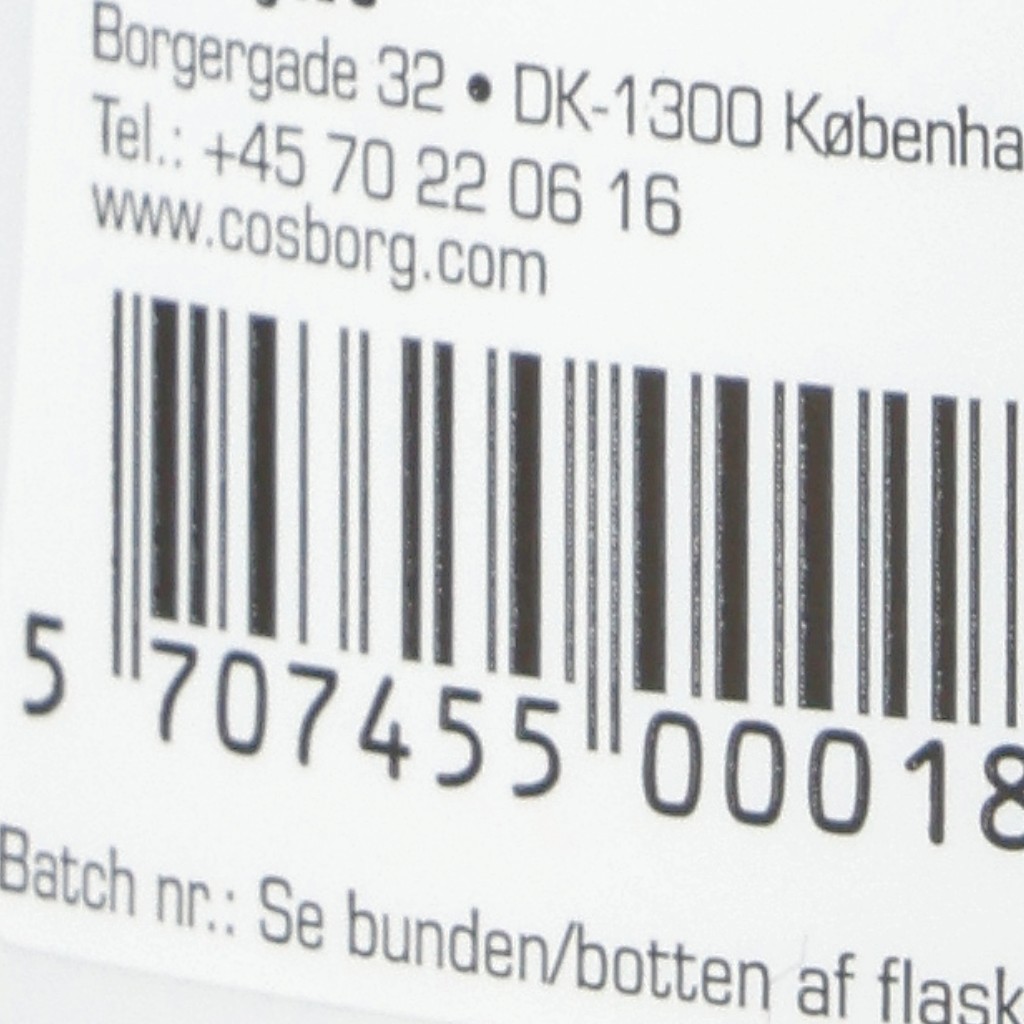 Borgergade 32 • DK-1300 Københa
Tel.: +45 70 22 06 16
www.cosborg.com
5 707455 00018
Batch nr.: Se bunden/botten af flask